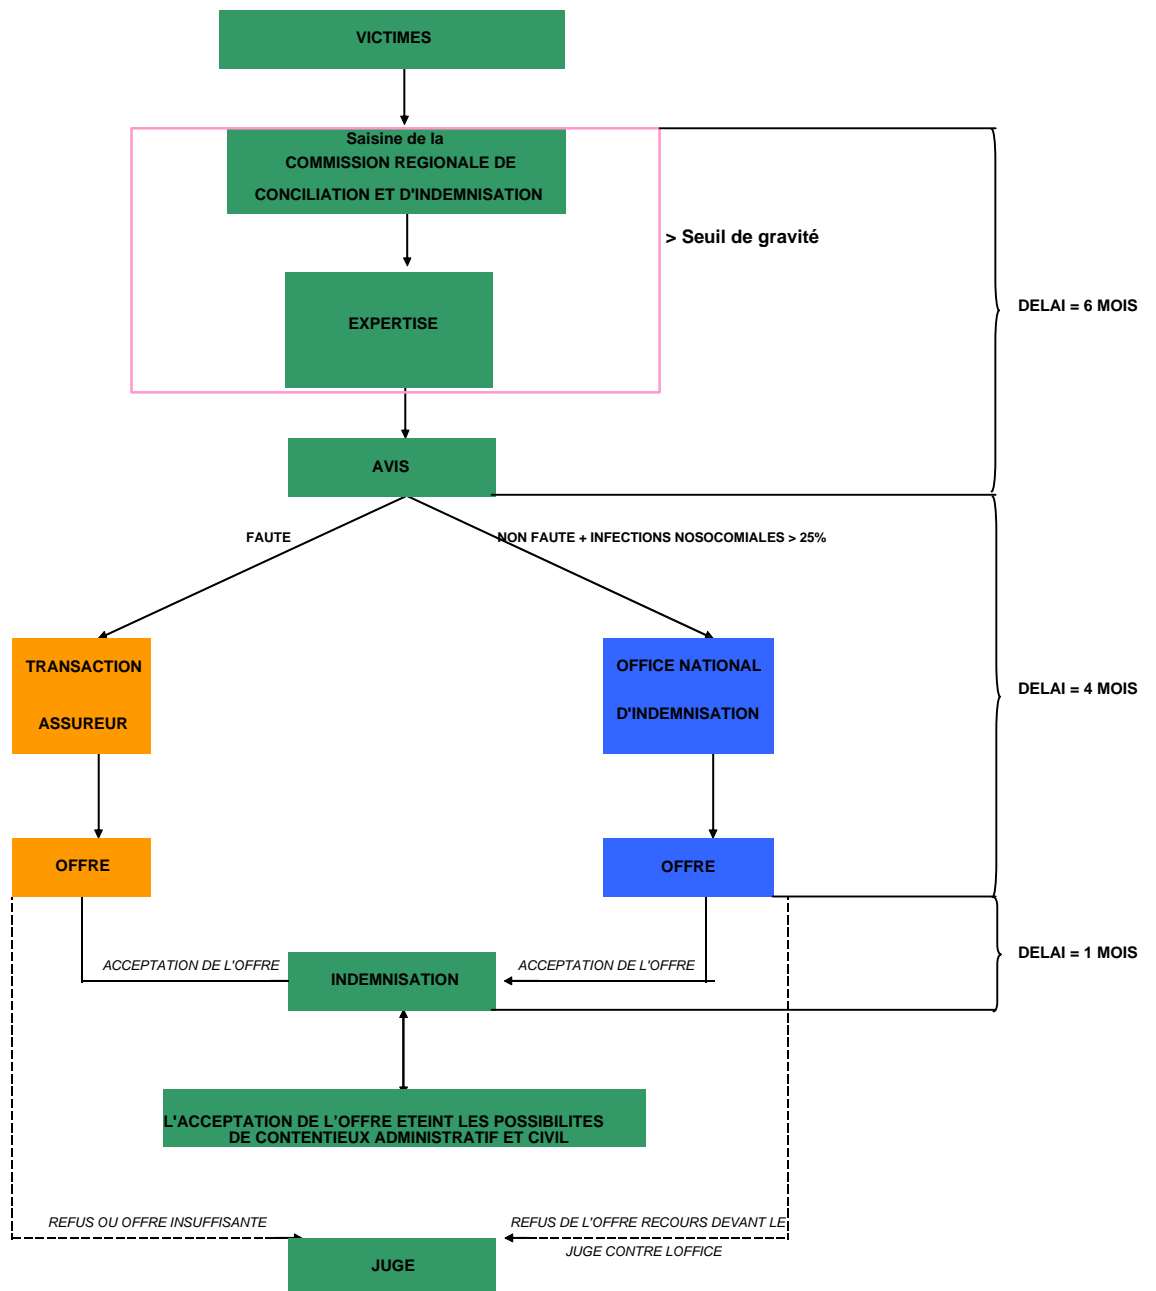 VICTIMES
Saisine de la
COMMISSION REGIONALE DE
CONCILIATION ET D'INDEMNISATION
> Seuil de gravité
DELAI = 6 MOIS
EXPERTISE
AVIS
FAUTE
NON FAUTE + INFECTIONS NOSOCOMIALES > 25%
TRANSACTION
ASSUREUR
OFFICE NATIONAL
D'INDEMNISATION
DELAI = 4 MOIS
OFFRE
OFFRE
ACCEPTATION DE L'OFFRE
INDEMNISATION
ACCEPTATION DE L'OFFRE
DELAI = 1 MOIS
L'ACCEPTATION DE L'OFFRE ETEINT LES POSSIBILITES
DE CONTENTIEUX ADMINISTRATIF ET CIVIL
REFUS OU OFFRE INSUFFISANTE
REFUS DE L'OFFRE RECOURS DEVANT LE
JUGE CONTRE LOFFICE
JUGE